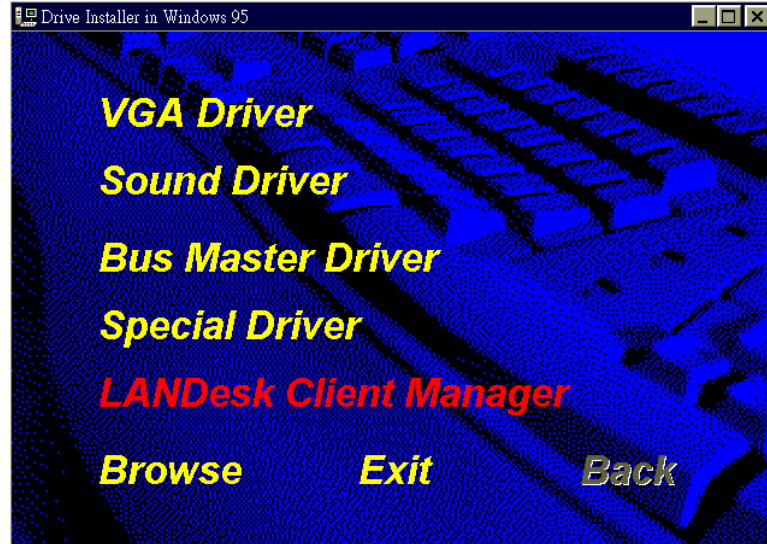 Drive Installer in Windows 95
VGA Driver
Sound Driver
Bus Master Driver
Special Driver
LANDesk Client Manager
Browse Exit Back